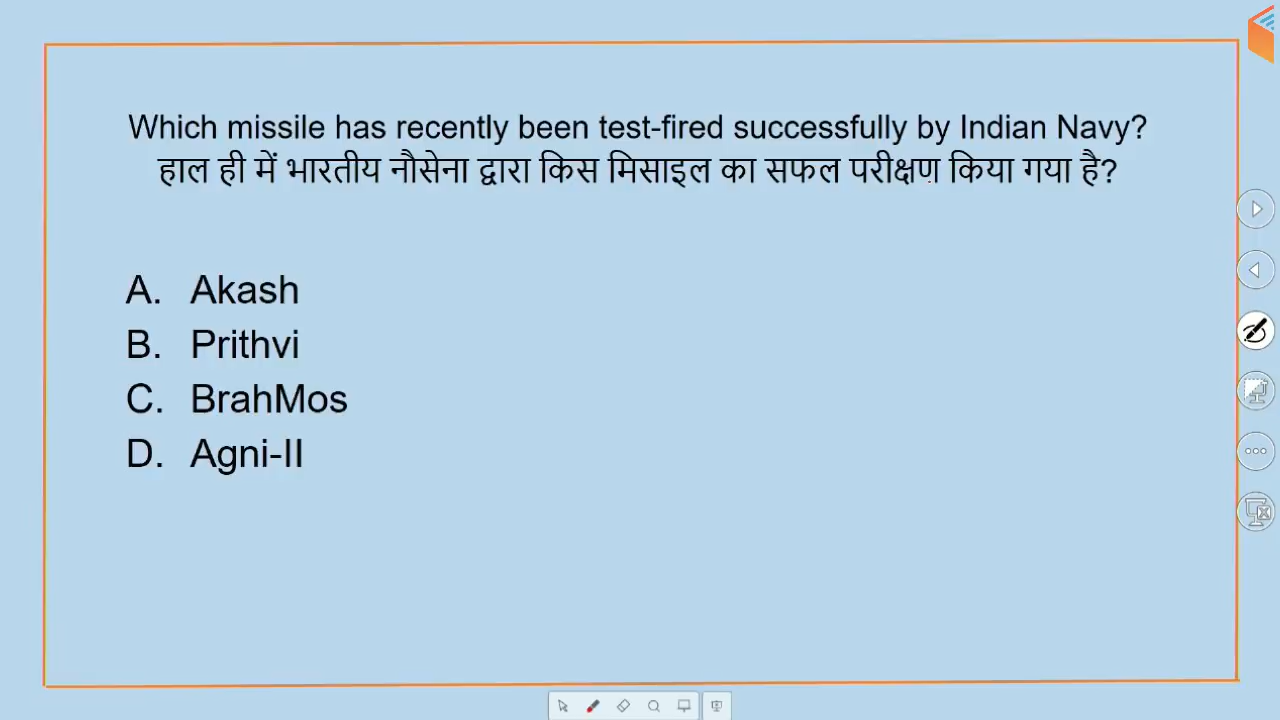 Which missile has recently been test-fired successfully by Indian Navy?
हाल ही में भारतीय नौसेना द्वारा किस मिसाइल का सफल परीक्षण किया गया है?
A. Akash
B. Prithvi
C. BrahMos
D. Agni-II